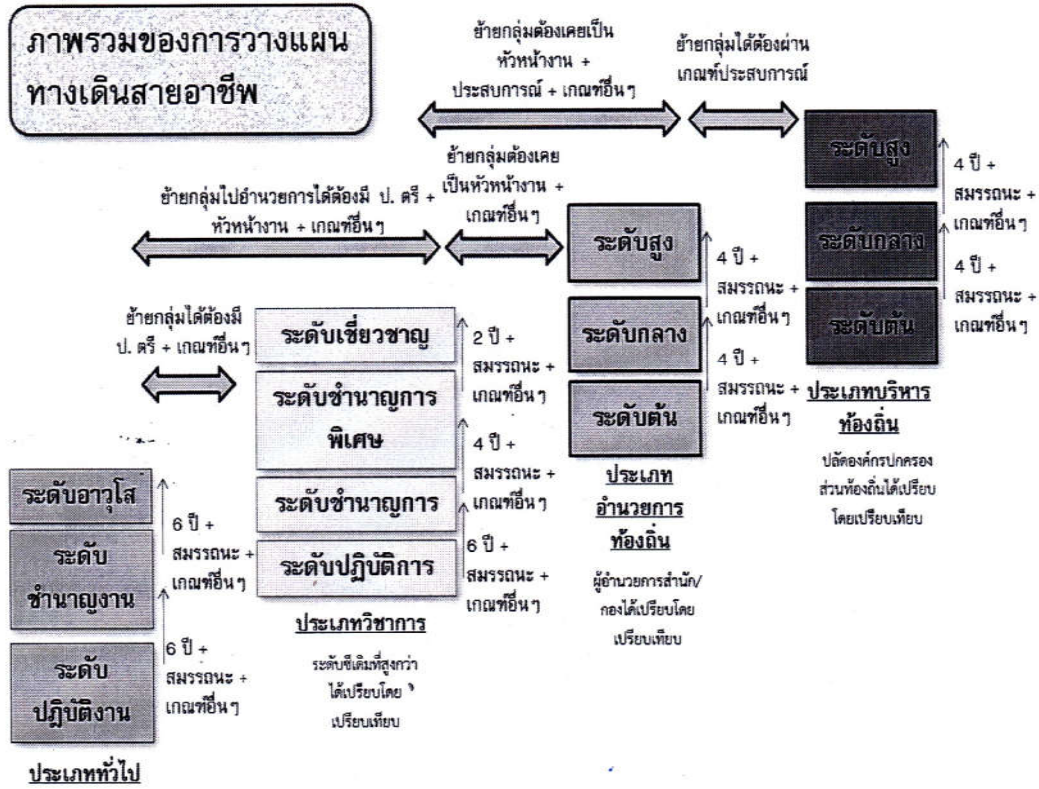 ภาพรวมของการวางแผน
ทางเดินสายอาชีพ
ย้ายกลุ่มต้องเคยเป็น
หัวหน้างาน +
ประสบการณ์ + เกณฑ์อื่นๆ
ย้ายกลุ่มได้ต้องผ่าน
เกณฑ์ประสบการณ์
ย้ายกลุ่มไปอำนวยการได้ต้องมี ป. ตรี +
หัวหน้างาน + เกณฑ์อื่นๆ
ย้ายกลุ่มต้องเคย
เป็นหัวหน้างาน +
เกณฑ์อื่นๆ
ย้ายกลุ่มได้ต้องมี
ป. ตรี + เกณฑ์อื่นๆ
ระดับอาวุโส
ระดับ
ชำนาญงาน
ระดับ
ปฏิบัติงาน
6 ปี +
สมรรถนะ +
เกณฑ์อื่นๆ
6 ปี +
สมรรถนะ +
เกณฑ์อื่นๆ
ประเภททั่วไป
ระดับเชี่ยวชาญ
ระดับชำนาญการ
พิเศษ
ระดับชำนาญการ
ระดับปฏิบัติการ
2 ปี +
สมรรถนะ +
เกณฑ์อื่นๆ
4 ปี +
สมรรถนะ +
เกณฑ์อื่นๆ
6 ปี +
สมรรถนะ +
เกณฑ์อื่นๆ
ประเภทวิชาการ
ระดับซีเดิมที่สูงกว่า
ได้เปรียบโดย
เปรียบเทียบ
ระดับสูง
ระดับกลาง
ระดับต้น
4 ปี +
สมรรถนะ +
เกณฑ์อื่นๆ
4 ปี +
สมรรถนะ +
เกณฑ์อื่นๆ
ประเภท
อำนวยการ
ท้องถิ่น
ผู้อำนวยการสำนัก/
กองได้เปรียบโดย
เปรียบเทียบ
ระดับสูง
ระดับกลาง
ระดับต้น
4 ปี +
สมรรถนะ +
เกณฑ์อื่นๆ
4 ปี +
สมรรถนะ +
เกณฑ์อื่นๆ
ประเภทบริหาร
ท้องถิ่น
ปลัดองค์กรปกครอง
ส่วนท้องถิ่นได้เปรียบ
โดยเปรียบเทียบ